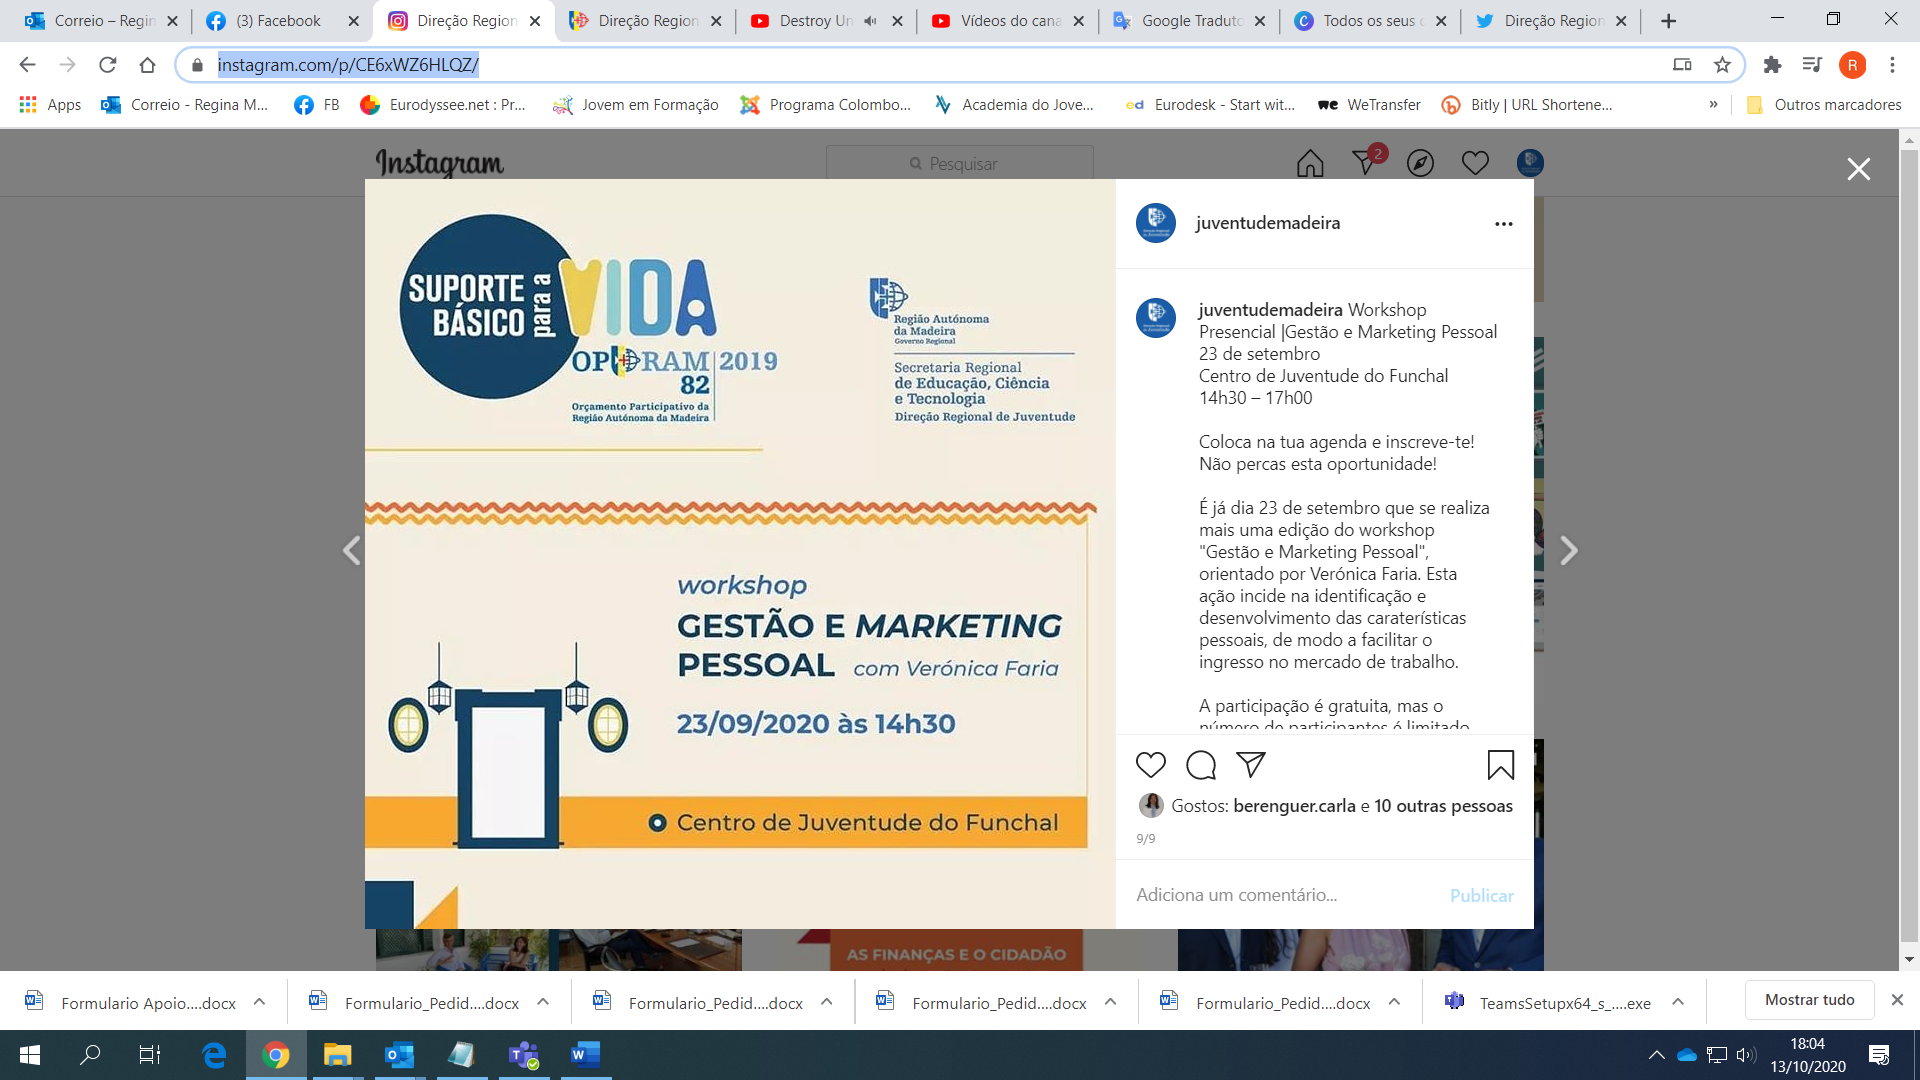 Correio – Regin
(3) Facebook
Direção Region
Direção Region
Destroy Un
Vídeos do cana
Google Traduto
Todos os seus
Direção Region
instagram.com/p/CE6xWZ6HLQZ/
R
Apps
Correio - Regina M...
FB
Eurodyssee.net : Pr...
Jovem em Formação
Programa Colombo...
Academia do Jove...
ed
Eurodesk - Start wit...
we
WeTransfer
Bitly | URL Shortene...
»
Outros marcadores
Instagram
Pesquisar
2
SUPORTE
BÁSICO
para a
VIDA
OP RAM 2019
82
Orçamento Participativo da
Região Autónoma da Madeira
Região Autónoma
da Madeira
Governo Regional
Secretaria Regional
de Educação, Ciência
e Tecnologia
Direção Regional de Juventude
workshop
GESTÃO E MARKETING
PESSOAL com Verónica Faria
23/09/2020 às 14h30
Centro de Juventude do Funchal
juventudemadeira
juventudemadeira Workshop
Presencial |Gestão e Marketing Pessoal
23 de setembro
Centro de Juventude do Funchal
14h30 – 17h00
Coloca na tua agenda e inscreve-te!
Não percas esta oportunidade!
É já dia 23 de setembro que se realiza
mais uma edição do workshop
"Gestão e Marketing Pessoal",
orientado por Verónica Faria. Esta
ação incide na identificação e
desenvolvimento das caraterísticas
pessoais, de modo a facilitar o
ingresso no mercado de trabalho.
A participação é gratuita, mas o
número de participantes é limitado
Gostos: berenguer.carla e 10 outras pessoas
9/9
Adiciona um comentário...
Publicar
AS FINANÇAS E O CIDADÃO
Formulario Apoio....docx
Formulario_Pedid....docx
Formulario_Pedid....docx
Formulario_Pedid....docx
Formulario_Pedid....docx
TeamsSetupx64_s_....exe
Mostrar tudo
18:04
13/10/2020